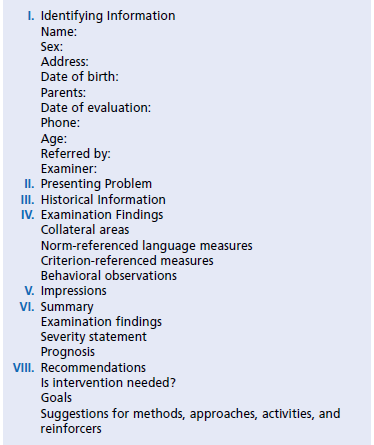 I. Identifying Information
Name:
Sex:
Address:
Date of birth:
Parents:
Date of evaluation:
Phone:
Age:
Referred by:
Examiner:
II. Presenting Problem
III. Historical Information
IV. Examination Findings
Collateral areas
Norm-referenced language measures
Criterion-referenced measures
Behavioral observations
V. Impressions
VI. Summary
Examination findings
Severity statement
Prognosis
VIII. Recommendations
Is intervention needed?
Goals
Suggestions for methods, approaches, activities, and
reinforcers